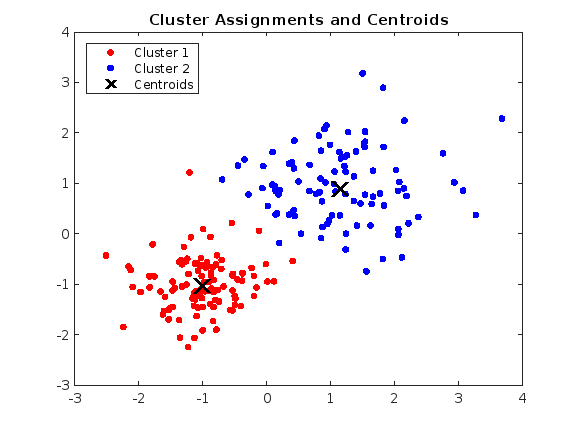 Cluster Assignments and Centroids
Cluster 1
Cluster 2
Centroids
4
3
2
1
0
-1
-2
-3
-3 -2 -1 0 1 2 3 4